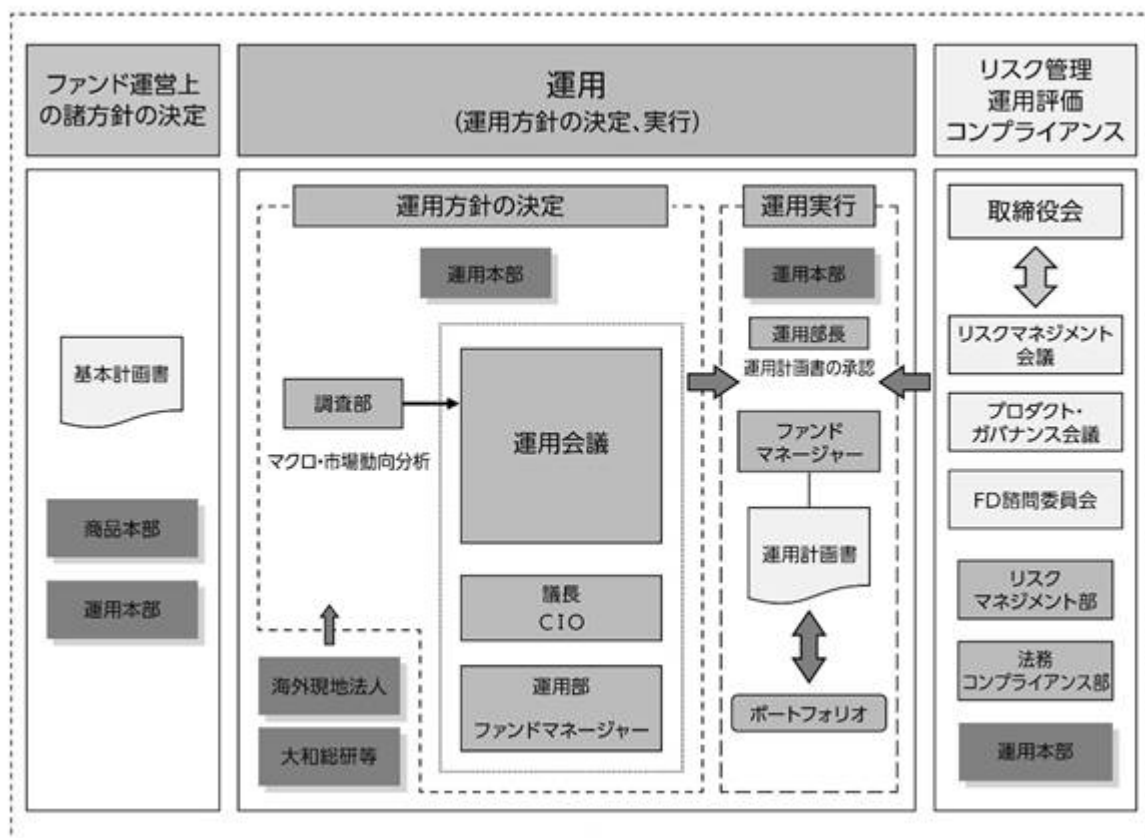 ファンド運営上
の諸方針の決定
運用
(運用方針の決定、実行)
リスク管理
運用評価
コンプライアンス
基本計画書
商品本部
運用本部
運用方針の決定
運用本部
調査部
マクロ・市場動向分析
運用会議
議長
CIO
運用部
ファンドマネージャー
海外現地法人
大和総研等
運用実行
運用本部
運用部長
運用計画書の承認
ファンド
マネージャー
運用計画書
ポートフォリオ
取締役会
リスクマネジメント
会議
プロダクト・
ガバナンス会議
FD諮問委員会
リスク
マネジメント部
法務
コンプライアンス部
運用本部